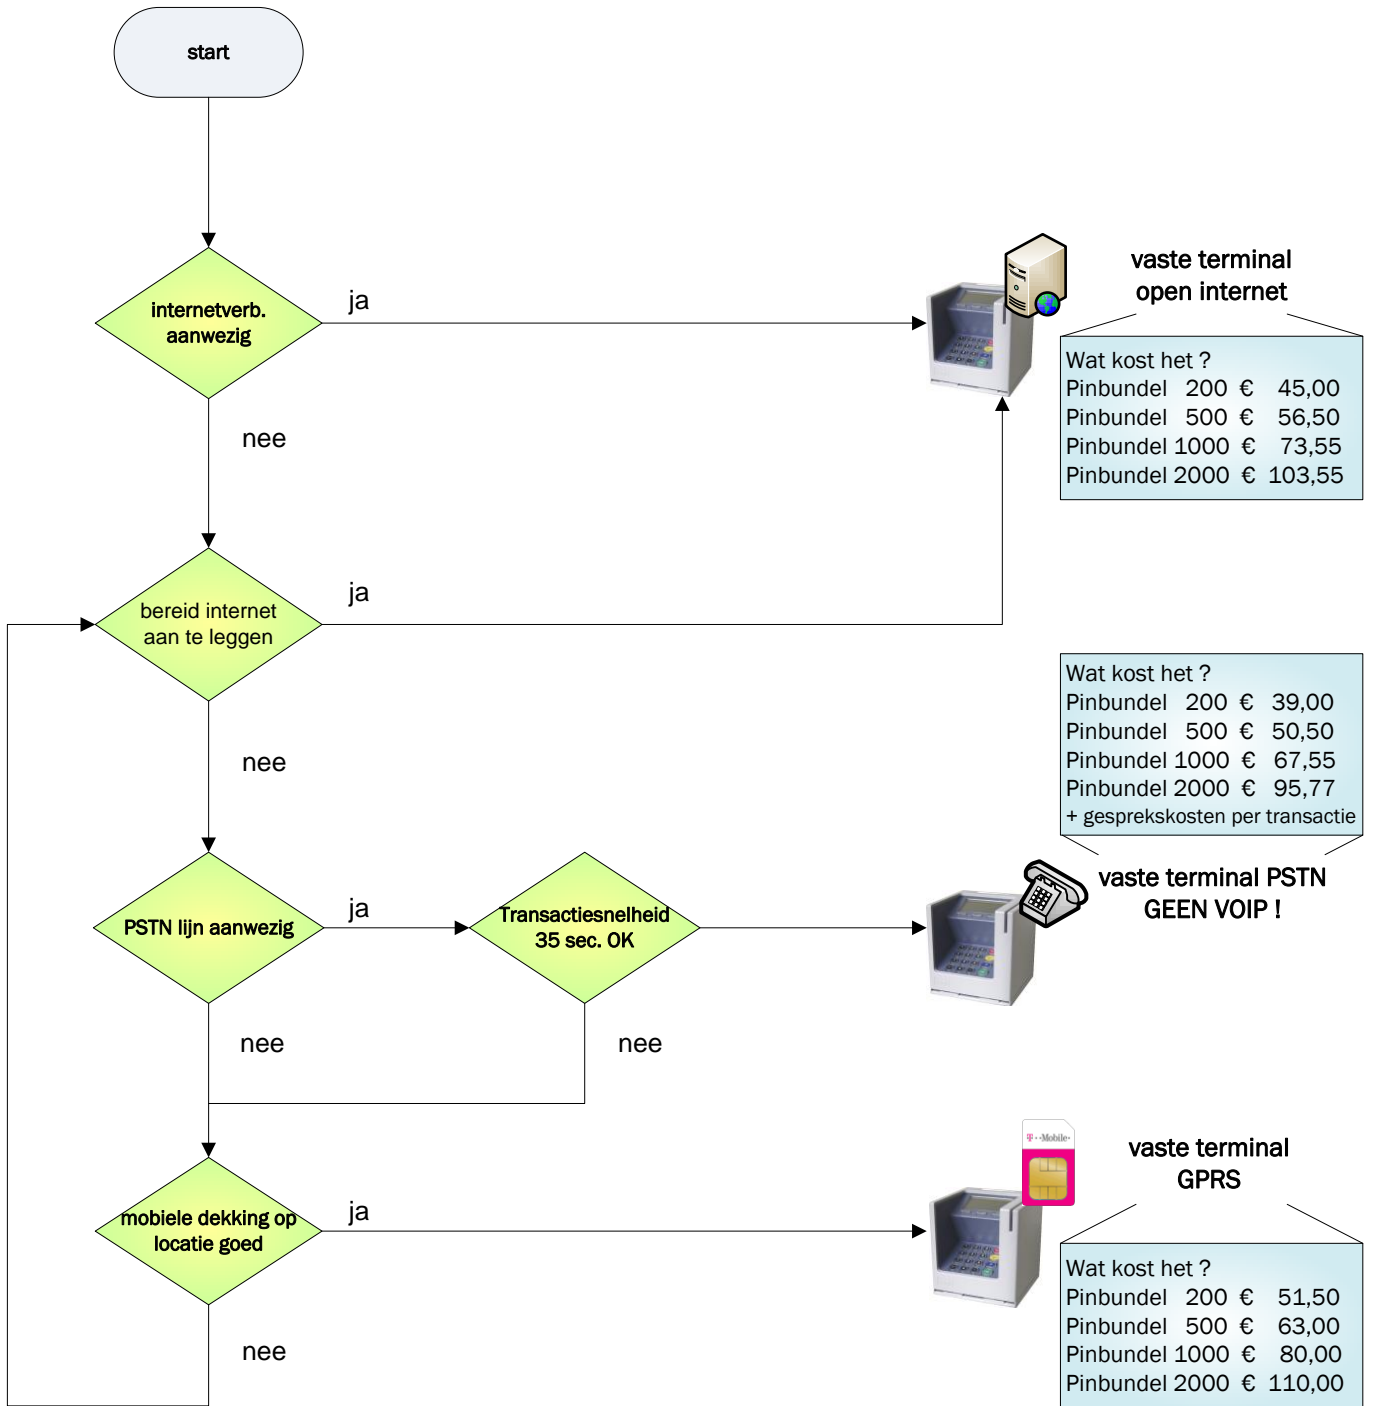 start
internetverb.
aanwezig
ja
vaste terminal
open internet
Wat kost het ?
Pinbundel 200 € 45,00
Pinbundel 500 € 56,50
Pinbundel 1000 € 73,55
Pinbundel 2000 € 103,55
nee
bereid internet
aan te leggen
ja
nee
Wat kost het ?
Pinbundel 200 € 39,00
Pinbundel 500 € 50,50
Pinbundel 1000 € 67,55
Pinbundel 2000 € 95,77
+ gesprekskosten per transactie
PSTN lijn aanwezig
ja
Transactiesnelheid
35 sec. OK
vaste terminal PSTN
GEEN VOIP !
nee
nee
mobiele dekking op
locatie goed
ja
T··Mobile·
vaste terminal
GPRS
Wat kost het ?
Pinbundel 200 € 51,50
Pinbundel 500 € 63,00
Pinbundel 1000 € 80,00
Pinbundel 2000 € 110,00
nee